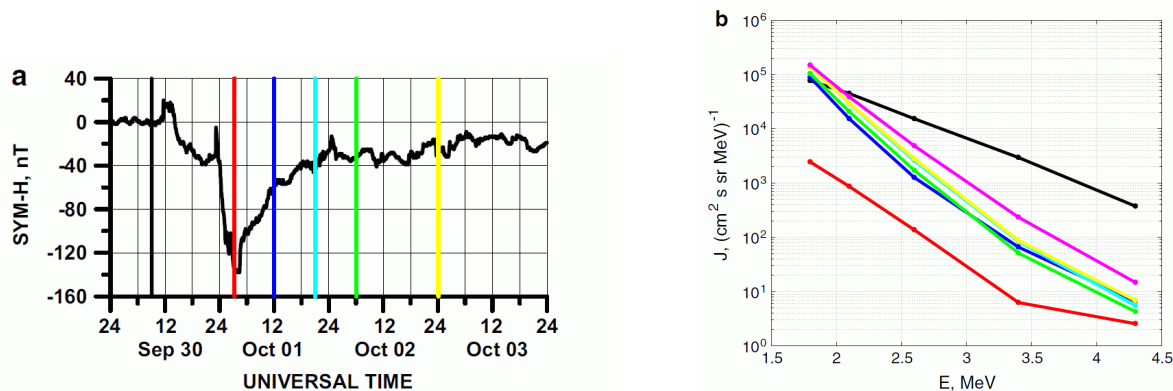 a
40
0
-40
-80
-120
-160
SYM-H, nT
24 12 24 12 24 12 24 12 24
Sep 30 Oct 01 Oct 02 Oct 03
UNIVERSAL TIME
b
10^6
10^5
10^4
10^3
10^2
10^1
10^0
J, (cm^2 s sr MeV)^-1
1.5 2 2.5 3 3.5 4 4.5
E, MeV